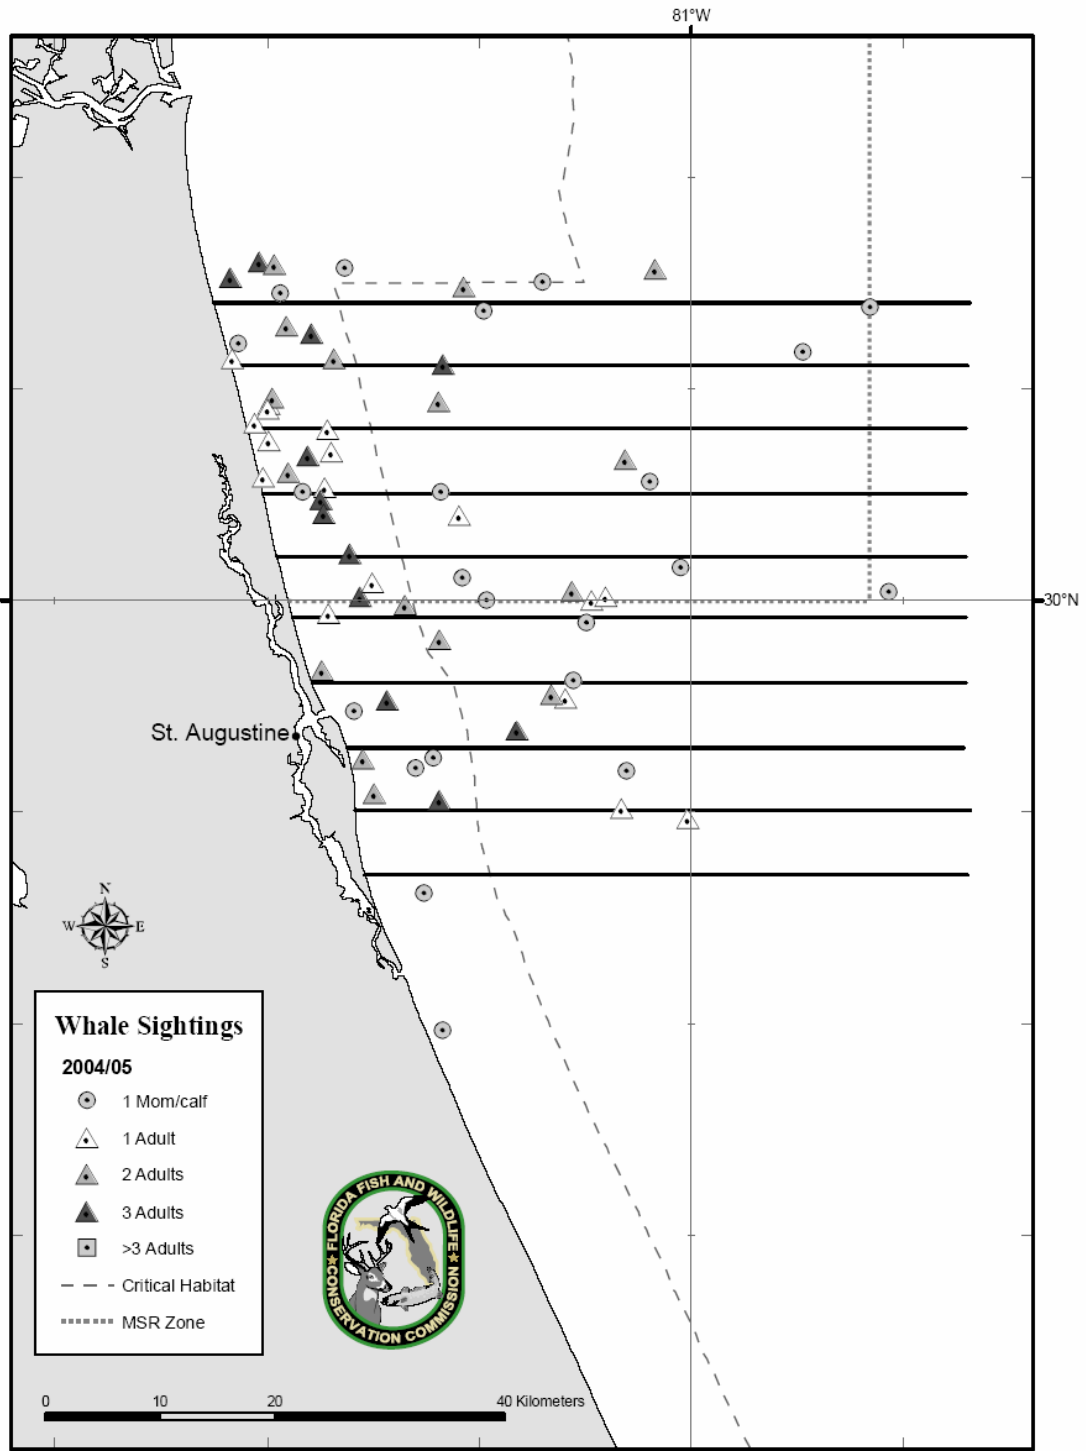 81°W
30°N
St. Augustine
N
W E
S
Whale Sightings
2004/05
1 Mom/calf
1 Adult
2 Adults
3 Adults
>3 Adults
Critical Habitat
MSR Zone
FLORIDA FISH AND WILDLIFE
CONSERVATION COMMISSION
0 10 20 40 Kilometers